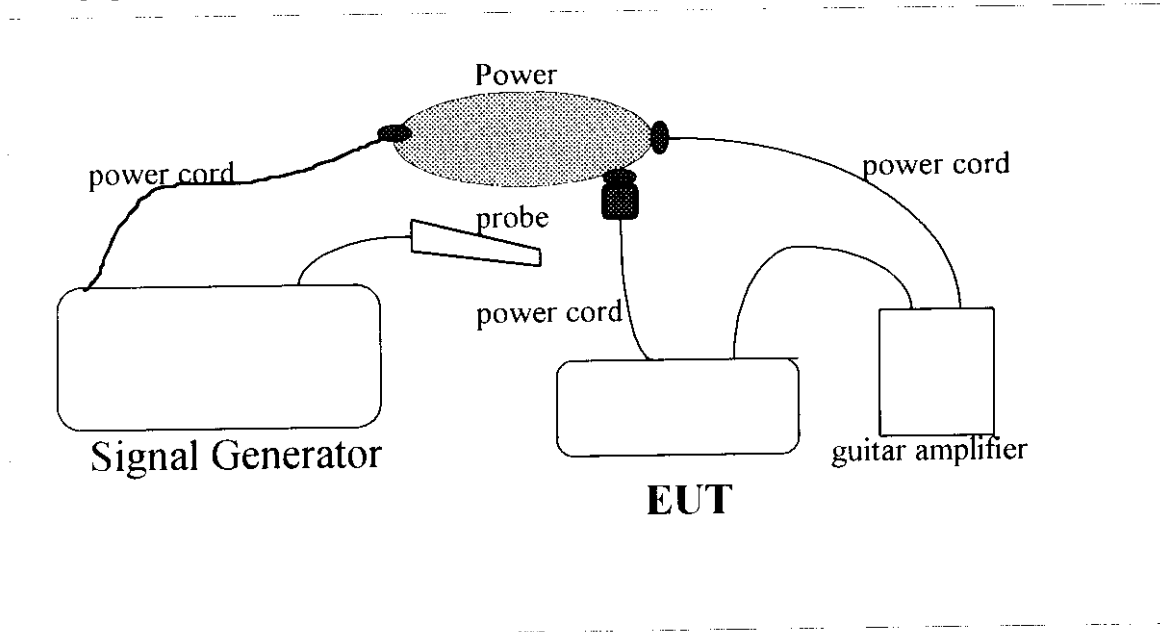 Power
power cord
power cord
probe
power cord
Signal Generator
guitar amplifier
EUT